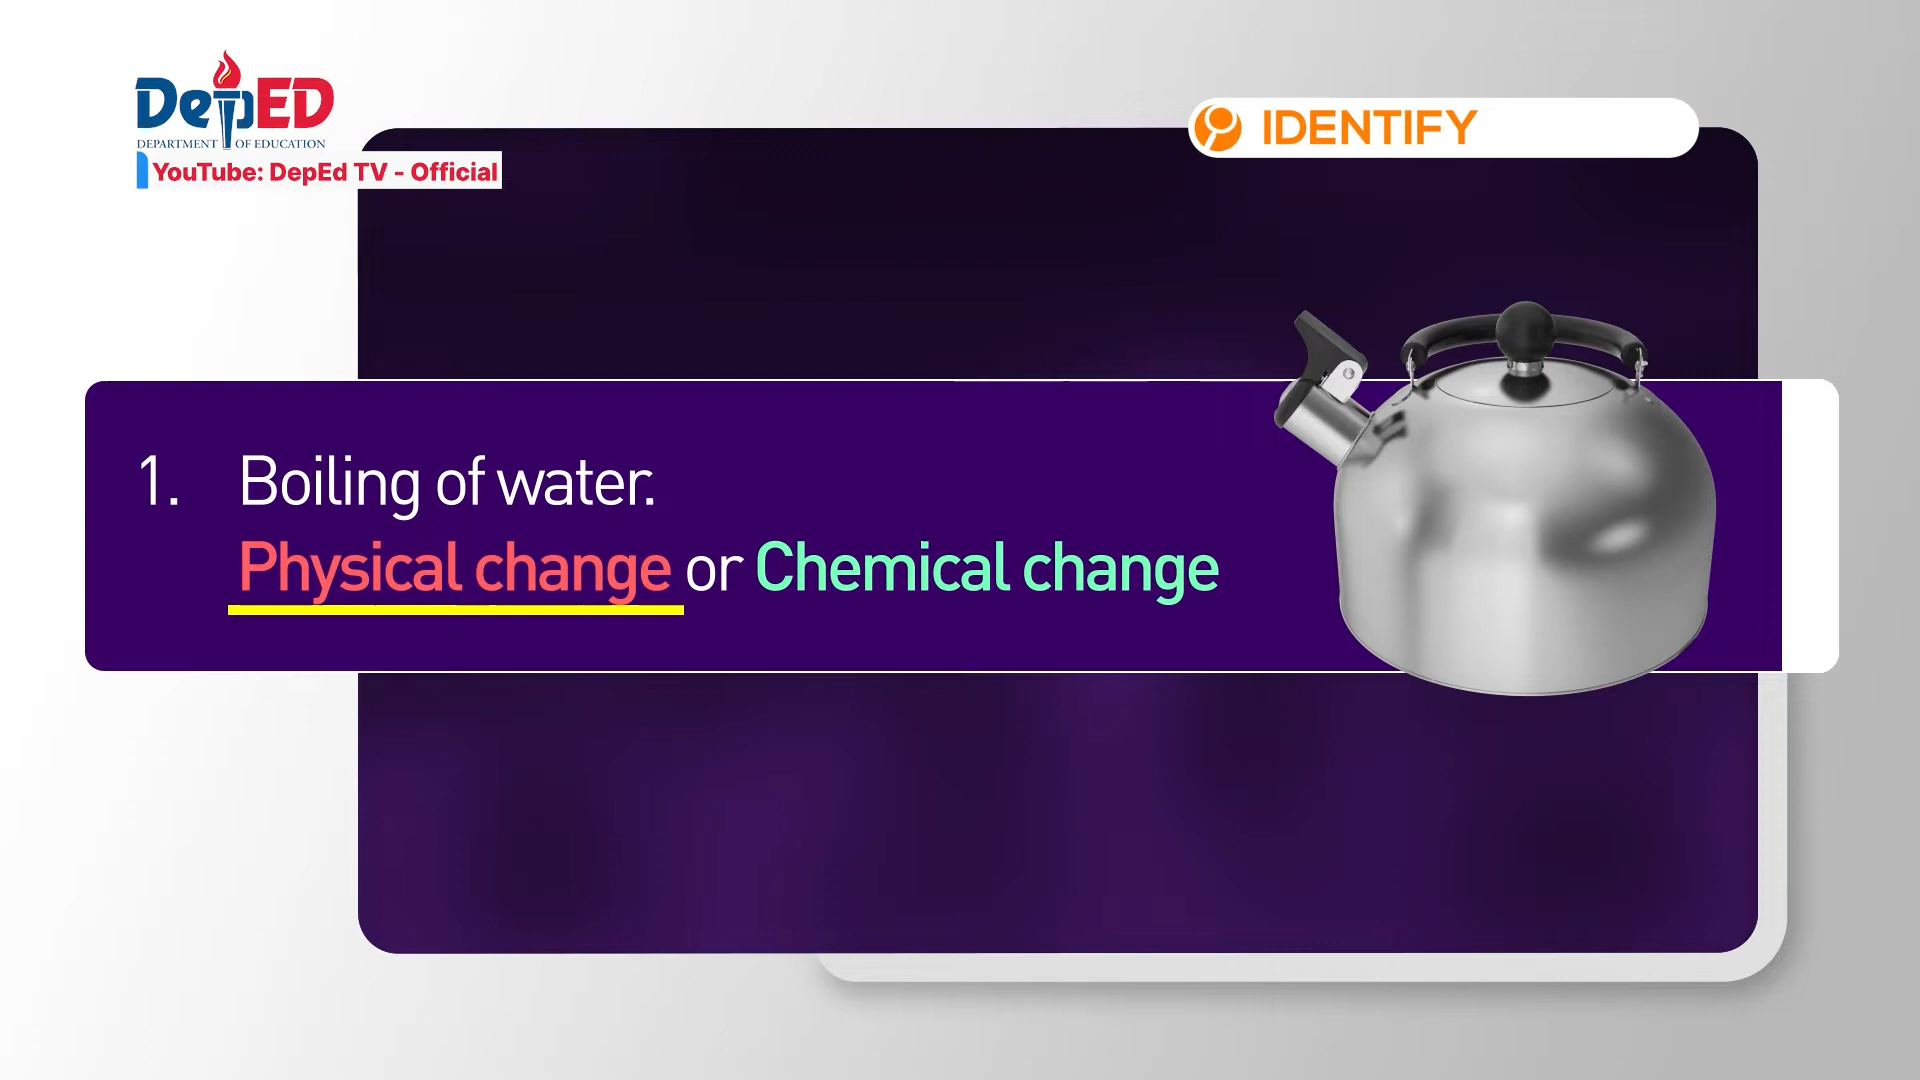 DepED
DEPARTMENT OF EDUCATION
YouTube: DepEd TV - Official
IDENTIFY
1. Boiling of water.
Physical change or Chemical change